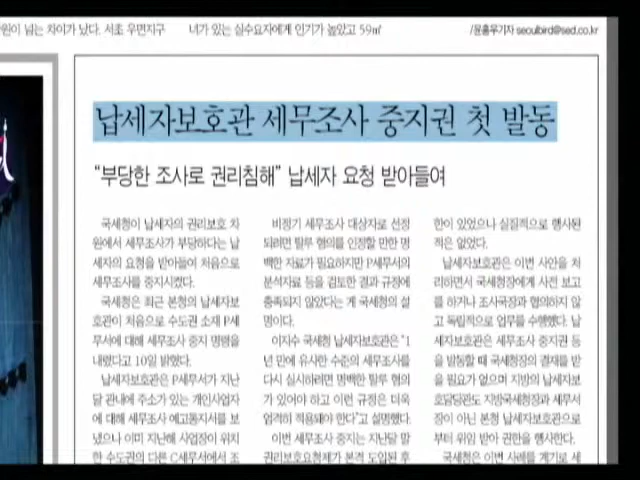 원이 넘는 차이가 났다. 서초 우면지구
녀가 있는 실수요자에게 인기가 높았고 59㎡
/윤홍우기자 seoulbird@sed.co.kr
납세자보호관 세무조사 중지권 첫 발동
“부당한 조사로 권리침해” 납세자 요청 받아들여
국세청이 납세자의 권리보호 차
원에서 세무조사가 부당하다는 납
세자의 요청을 받아들여 처음으로
세무조사를 중지시켰다.
국세청은 최근 본청의 납세자보
호관이 처음으로 수도권 소재 P세
무서에 대해 세무조사 중지 명령을
내렸다고 10일 밝혔다.
납세자보호관은 P세무서가 지난
달 관내에 주소가 있는 개인사업자
에 대해 세무조사 예고통지서를 보
냈으나 이미 지난해 사업장이 위치
한 수도권의 다른 C세무서에서 조
비정기 세무조사 대상자로 선정
되려면 탈루 혐의를 인정할 만한 명
백한 자료가 필요하지만 P세무서의
분석자료 등을 검토한 결과 규정에
충족되지 않았다는 게 국세청의 설
명이다.
이지수 국세청 납세자보호관은 “1
년 만에 유사한 수준의 세무조사를
다시 실시하려면 명백한 탈루 혐의
가 있어야 하고 이런 규정은 더욱
엄격히 적용돼야 한다”고 설명했다.
이번 세무조사 중지는 지난달 말
권리보호요청제가 본격 도입된 후
한이 있었으나 실질적으로 행사된
적은 없었다.
납세자보호관은 이번 사안을 처
리하면서 국세청장에게 사전 보고
를 하거나 조사국장과 협의하지 않
고 독립적으로 업무를 수행했다. 납
세자보호관은 세무조사 중지권 등
을 발동할 때 국세청장의 결재를 받
을 필요가 없으며 지방의 납세자보
호담당관도 지방국세청장과 세무서
장이 아닌 본청 납세자보호관으로
부터 위임 받아 권한을 행사한다.
국세청은 이번 사례를 계기로 세